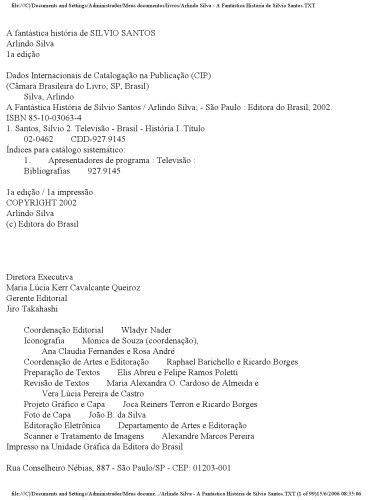 file:///C|/Documents and Settings/Administrador/Meus documentos/livros/Arlindo Silva - A Fantástica História de Silvio Santos.TXT
A fantástica história de SILVIO SANTOS
Arlindo Silva
1a edição
Dados Internacionais de Catalogação na Publicação (CIP)
(Câmara Brasileira do Livro, SP, Brasil)
Silva, Arlindo
A Fantástica História de Silvio Santos / Arlindo Silva; - São Paulo : Editora do Brasil, 2002.
ISBN 85-10-03063-4
1. Santos, Silvio 2. Televisão - Brasil - História I. Título
02-0462 CDD-927.9145
Índices para catálogo sistemático:
1. Apresentadores de programa : Televisão :
Bibliografias 927.9145
1a edição / 1a impressão
COPYRIGHT 2002
Arlindo Silva
(c) Editora do Brasil
Diretora Executiva
Maria Lúcia Kerr Cavalcante Queiroz
Gerente Editorial
Jiro Takahashi
Coordenação Editorial Wladyr Nader
Iconografia Monica de Souza (coordenação),
Ana Claudia Fernandes e Rosa André
Coordenação de Artes e Editoração Raphael Barichello e Ricardo Borges
Preparação de Textos Elis Abreu e Felipe Ramos Poletti
Revisão de Textos Maria Alexandra O. Cardoso de Almeida e
Vera Lúcia Pereira de Castro
Projeto Gráfico e Capa Joca Reiners Terron e Ricardo Borges
Foto de Capa João B. da Silva
Editoração Eletrônica Departamento de Artes e Editoração
Scanner e Tratamento de Imagens Alexandre Marcos Pereira
Impresso na Unidade Gráfica da Editora do Brasil
Rua Conselheiro Nébias, 887 - São Paulo/SP - CEP: 01203-001
file:///C|/Documents and Settings/Administrador/Meus docume.../Arlindo Silva - A Fantástica História de Silvio Santos.TXT (1 of 99)15/6/2006 08:35:06